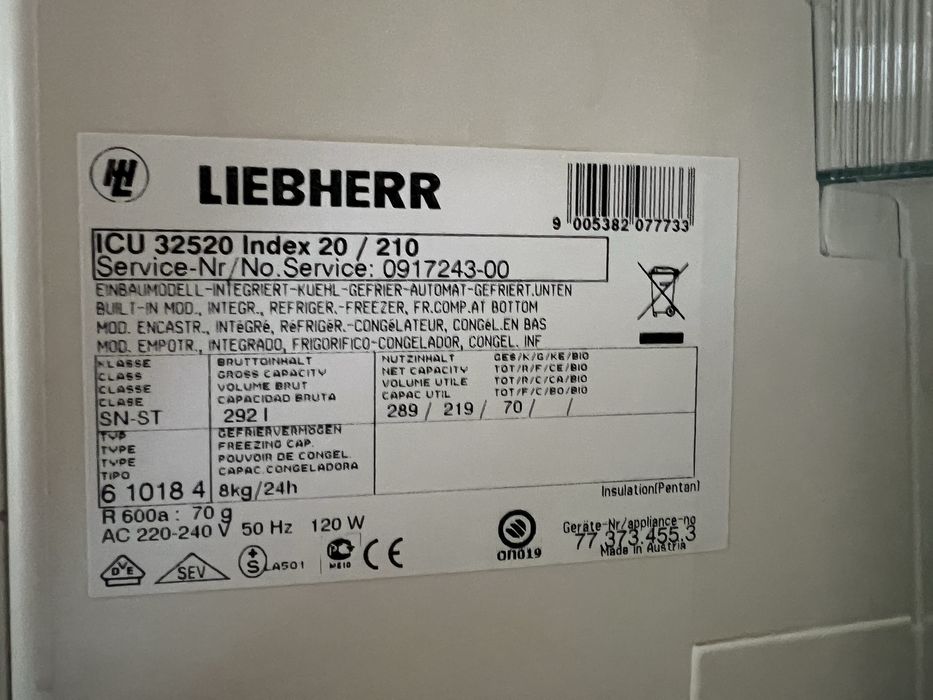 HL LIEBHERR
9 005382 077733
ICU 32520 Index 20 / 210
Service-Nr/No.Service: 0917243-00
EINBAUMODELL-INTEGRIERT-KUEHL-GEFRIER-AUTOMAT-GEFRIERT.UNTEN
BUILT-IN MOD., INTEGR., REFRIGER.-FREEZER, FR.COMP.AT BOTTOM
MOD. ENCASTR., INTéGRé, RéFRIGéR.-CONGéLATEUR, CONGéL.EN BAS
MOD. EMPOTR., INTEGRADO, FRIGORIFICO-CONGELADOR, CONGEL. INF
KLASSE
CLASS
CLASSE
CLASE
SN-ST
BRUTTOINHALT
GROSS CAPACITY
VOLUME BRUT
CAPACIDAD BRUTA
292 l
NUTZINHALT GES/K/G/KE/BIO
NET CAPACITY TOT/R/F/CE/BIO
VOLUME UTILE TOT/R/C/CA/BIO
CAPAC UTIL TOT/F/C/BO/BIO
289 / 219 / 70 / /
TYP
TYPE
TYPE
TIPO
6 1018 4
GEFRIERVERMÖGEN
FREEZING CAP.
POUVOIR DE CONGEL.
CAPAC.CONGELADORA
8kg/24h
Insulation(Pentan)
R 600a : 70 g
AC 220-240 V 50 Hz 120 W
Geräte-Nr/appliance-no
77.373.455.3
Made in Austria
DVE SEV +S LA501 ME10 CE
ОП019